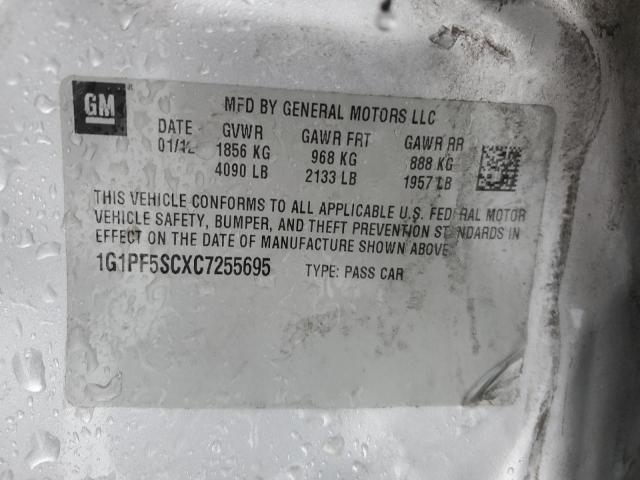 GM
MFD BY GENERAL MOTORS LLC
DATE GVWR GAWR FRT GAWR RR
01/12 1856 KG 968 KG 888 KG
4090 LB 2133 LB 1957 LB
THIS VEHICLE CONFORMS TO ALL APPLICABLE U.S. FEDERAL MOTOR
VEHICLE SAFETY, BUMPER, AND THEFT PREVENTION STANDARDS IN
EFFECT ON THE DATE OF MANUFACTURE SHOWN ABOVE
1G1PF5SCXC7255695 TYPE: PASS CAR